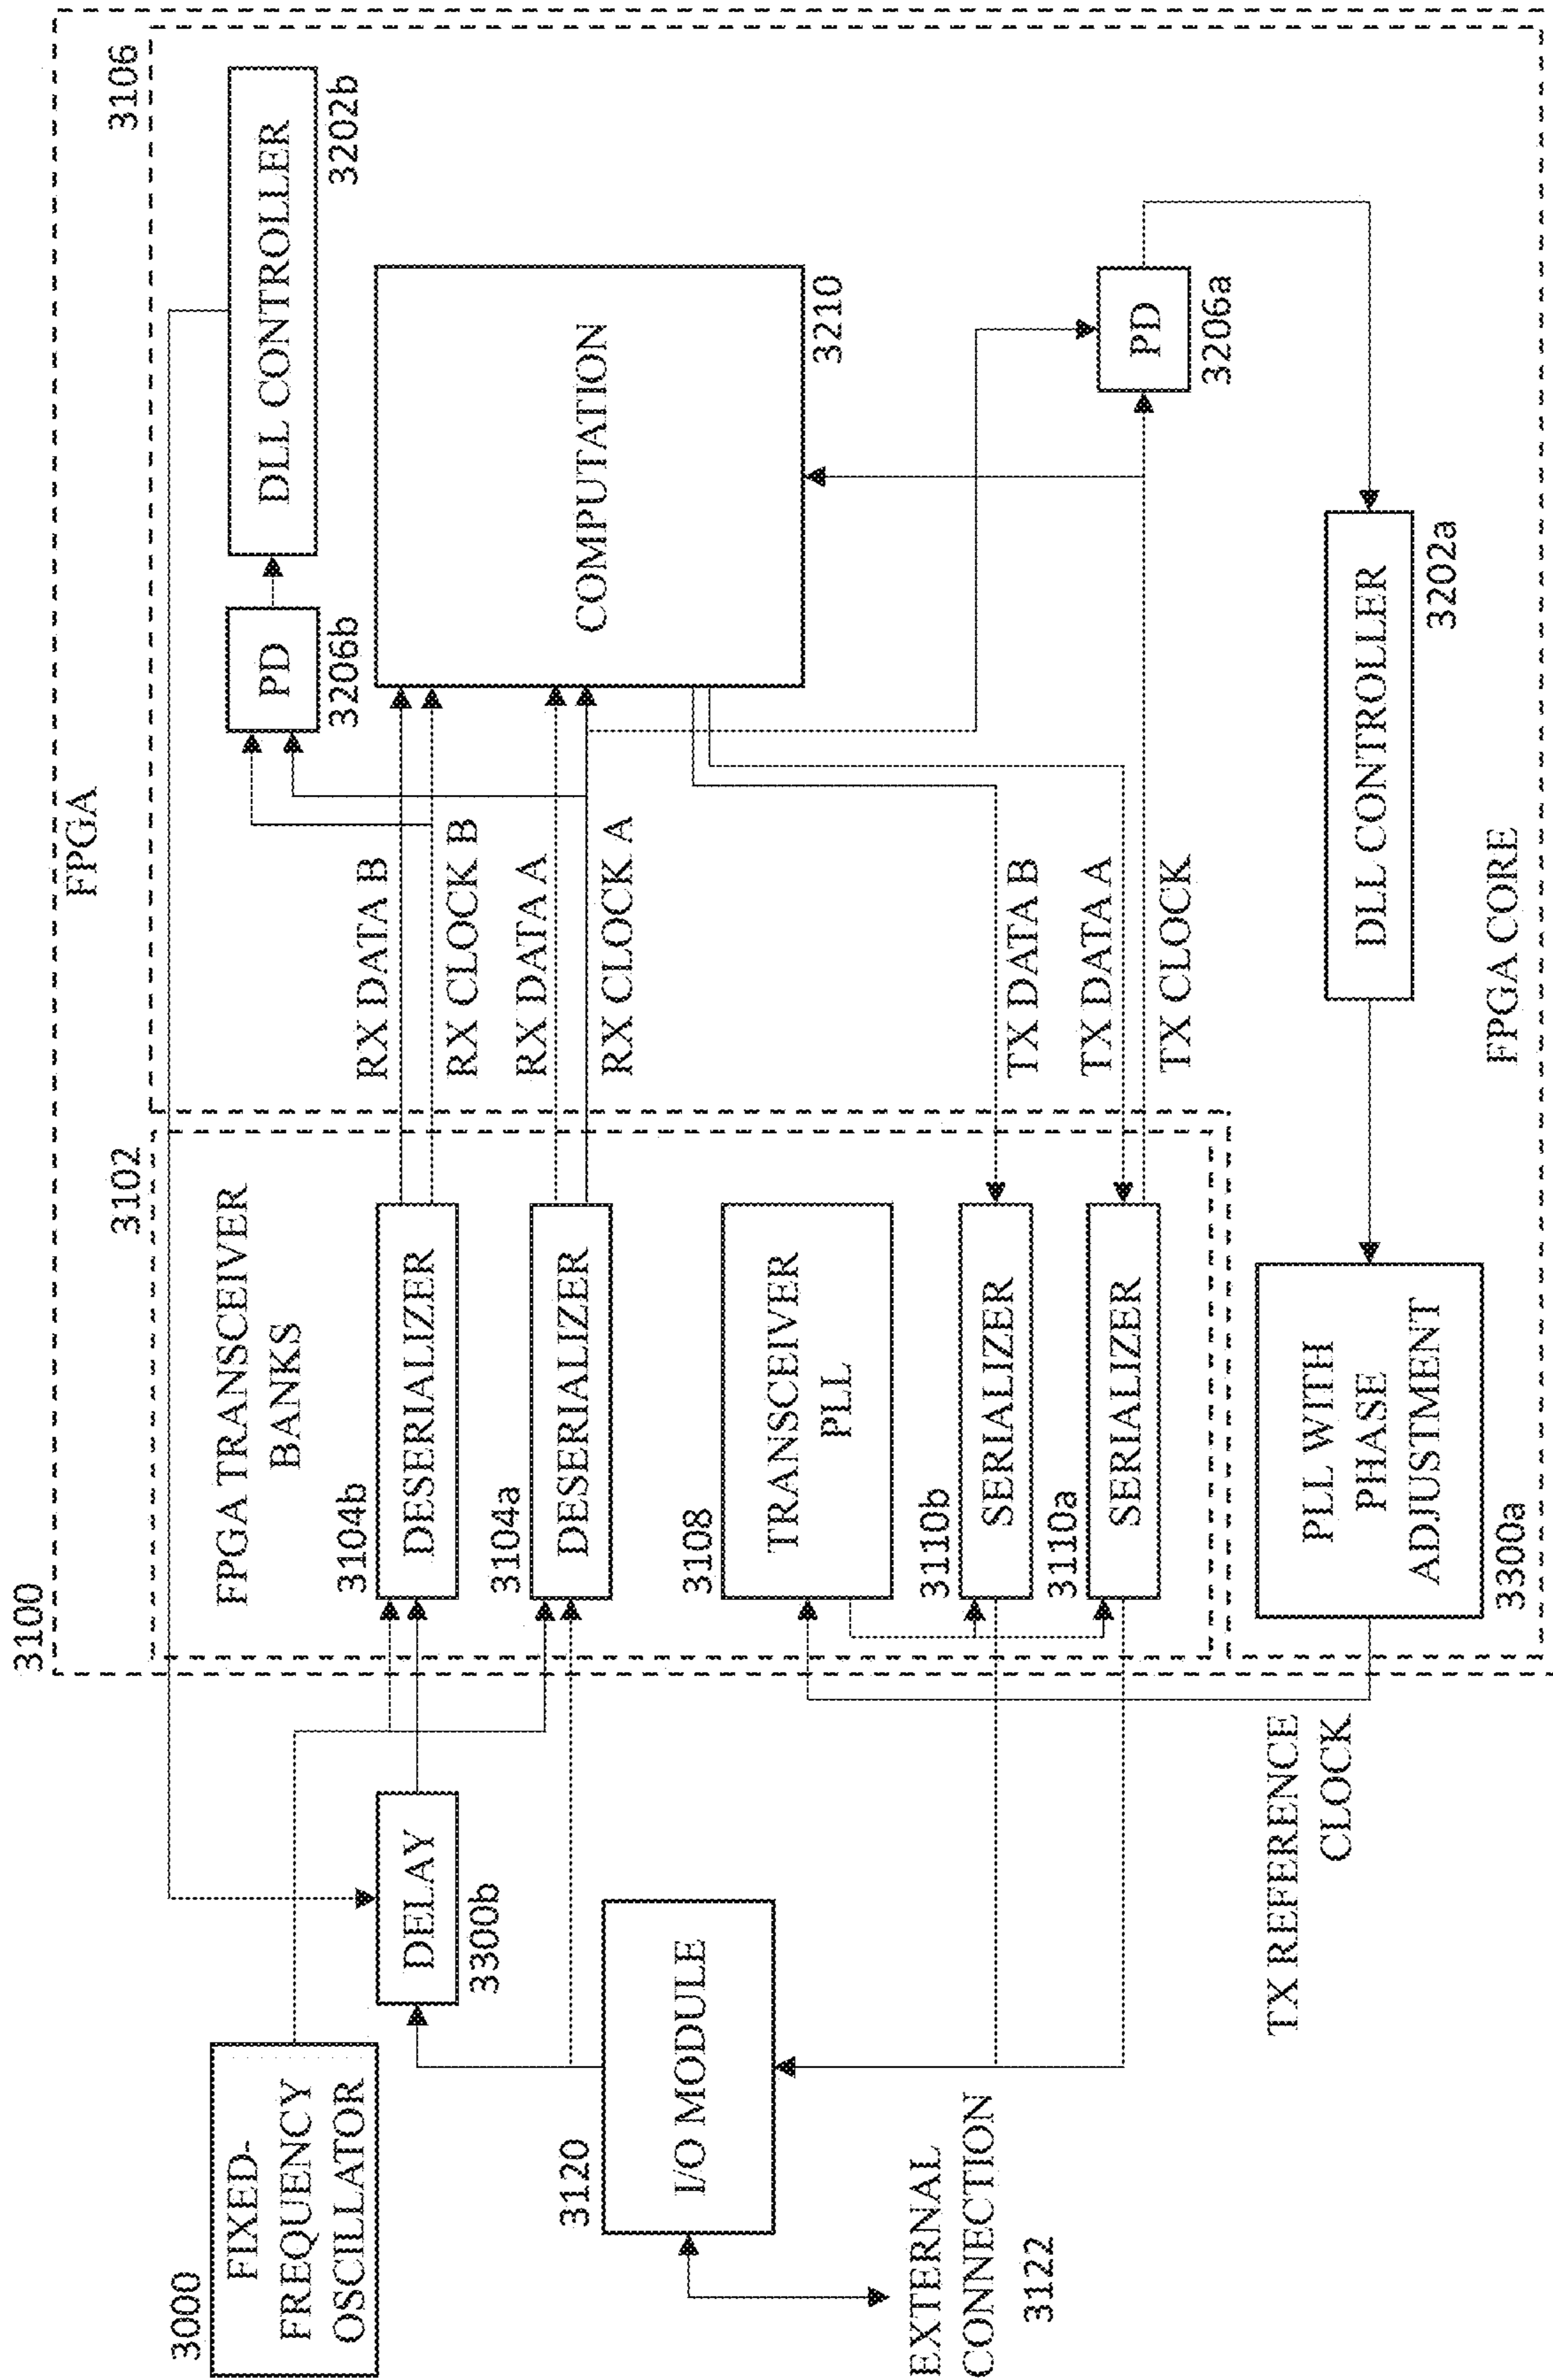 3100
FPGA
3102
3106
3000
FIXED-
FREQUENCY
OSCILLATOR
FPGA TRANSCEIVER
BANKS
PD
3206b
DLL CONTROLLER
3202b
DELAY
3300b
3104b
DESERIALIZER
RX DATA B
RX CLOCK B
3104a
DESERIALIZER
RX DATA A
RX CLOCK A
COMPUTATION
3210
3120
I/O MODULE
3108
TRANSCEIVER
PLL
EXTERNAL
CONNECTION
3122
3110b
SERIALIZER
TX DATA B
3110a
SERIALIZER
TX DATA A
TX CLOCK
PD
3206a
TX REFERENCE
CLOCK
PLL WITH
PHASE
ADJUSTMENT
3300a
DLL CONTROLLER
3202a
FPGA CORE